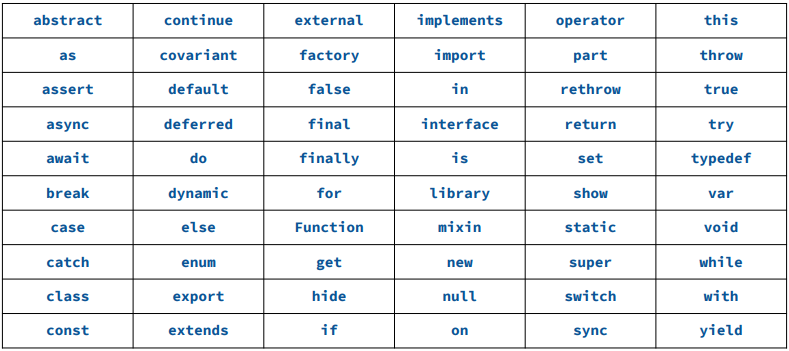 abstract continue external implements operator this
as covariant factory import part throw
assert default false in rethrow true
async deferred final interface return try
await do finally is set typedef
break dynamic for library show var
case else Function mixin static void
catch enum get new super while
class export hide null switch with
const extends if on sync yield